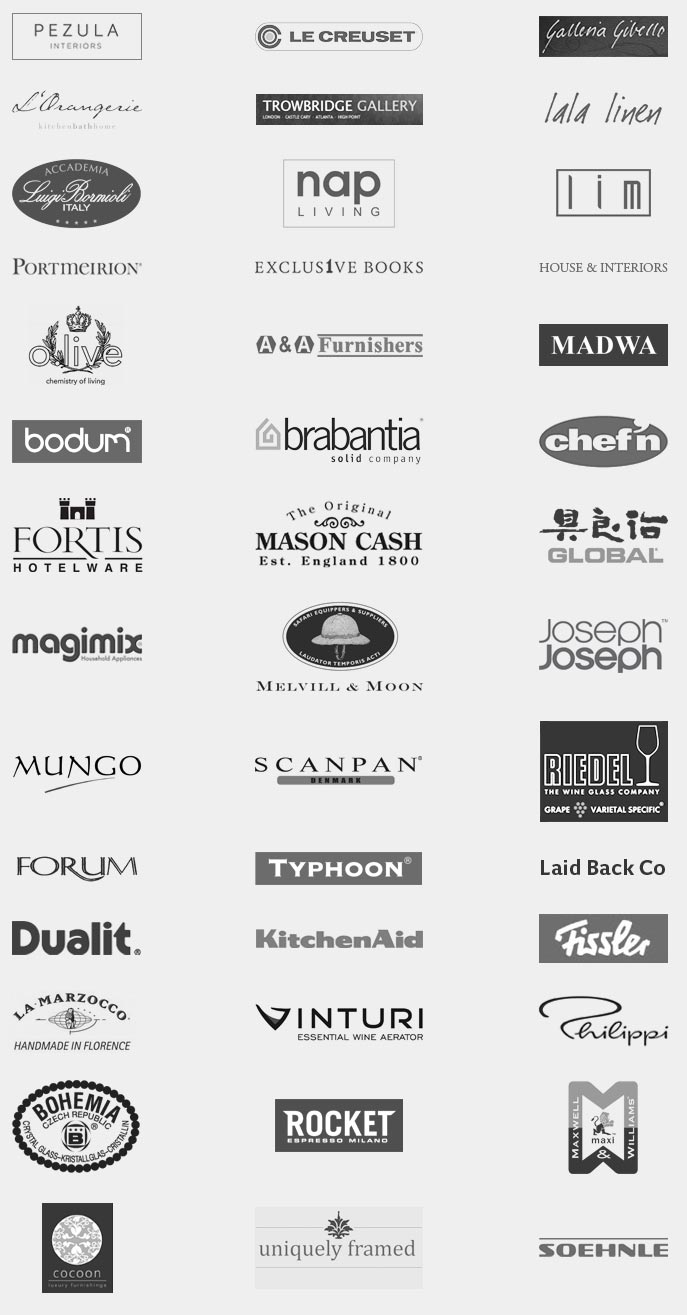 PEZULA
INTERIORS
LE CREUSET
Galleria Gibello
L'Orangerie
kitchenbathhome
TROWBRIDGE GALLERY
LONDON CASTLE CARY ATLANTA HIGH POINT
lala linen
ACCADEMIA
Luigi Bormioli
ITALY
nap
LIVING
lim
PORTMEIRION®
EXCLUS1VE BOOKS
HOUSE & INTERIORS
olive
chemistry of living
A&A Furnishers
MADWA
bodum®
brabantia®
solid company
chef'n
FORTIS
HOTELWARE
The Original
MASON CASH
Est. England 1800
具良治
GLOBAL
magimix
Household Appliances
SAFARI EQUIPPERS & SUPPLIERS
LAUDATOR TEMPORIS ACTI
MELVILL & MOON
Joseph™
Joseph
MUNGO
SCANPAN®
DENMARK
RIEDEL
THE WINE GLASS COMPANY
GRAPE VARIETAL SPECIFIC®
FORUM
TYPHOON®
Laid Back Co
Dualit®
KitchenAid
Fissler
LA MARZOCCO
HANDMADE IN FLORENCE
VINTURI
ESSENTIAL WINE AERATOR
Philippi
BOHEMIA
CZECH REPUBLIC
B®
CRYSTAL GLASS-KRISTALLGLAS-CRISTALLIN
ROCKET
ESPRESSO MILANO
MAXWELL
maxi
&
WILLIAMS
cocoon
luxury furnishings
uniquely framed
SOEHNLE